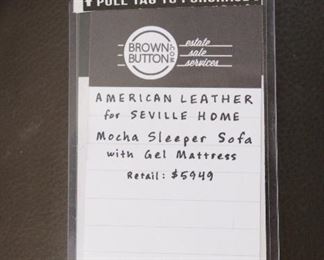 PULL TAG TO PURCHASE
BROWN
BUTTON
.COM
estate
sale
services
AMERICAN LEATHER
for SEVILLE HOME
Mocha Sleeper Sofa
with Gel Mattress
Retail: $5949